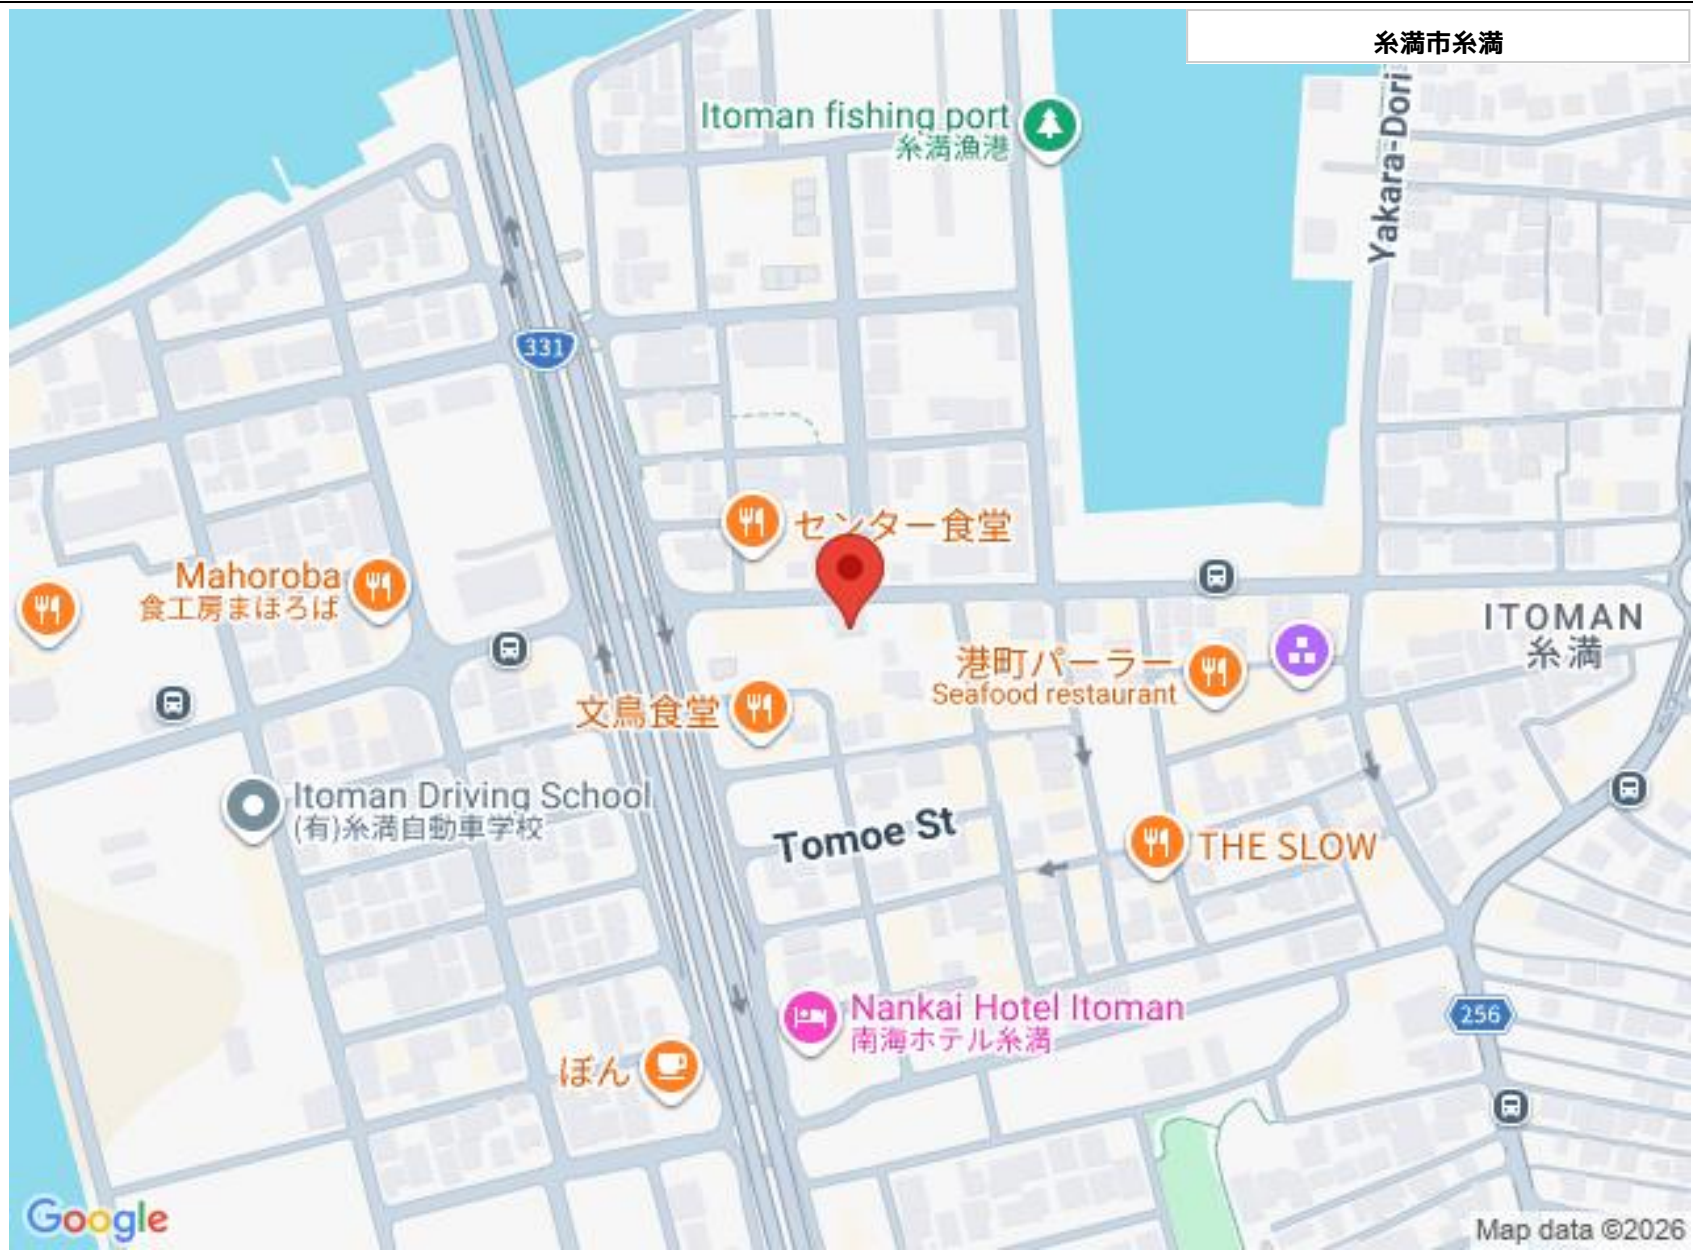 糸満市糸満
Itoman fishing port
糸満漁港
Yakara-Dori
331
センター食堂
Mahoroba
食工房まほろば
ITOMAN
糸満
港町パーラー
Seafood restaurant
文鳥食堂
Itoman Driving School
(有)糸満自動車学校
Tomoe St
THE SLOW
Nankai Hotel Itoman
南海ホテル糸満
256
ぼん
Google
Map data ©2026